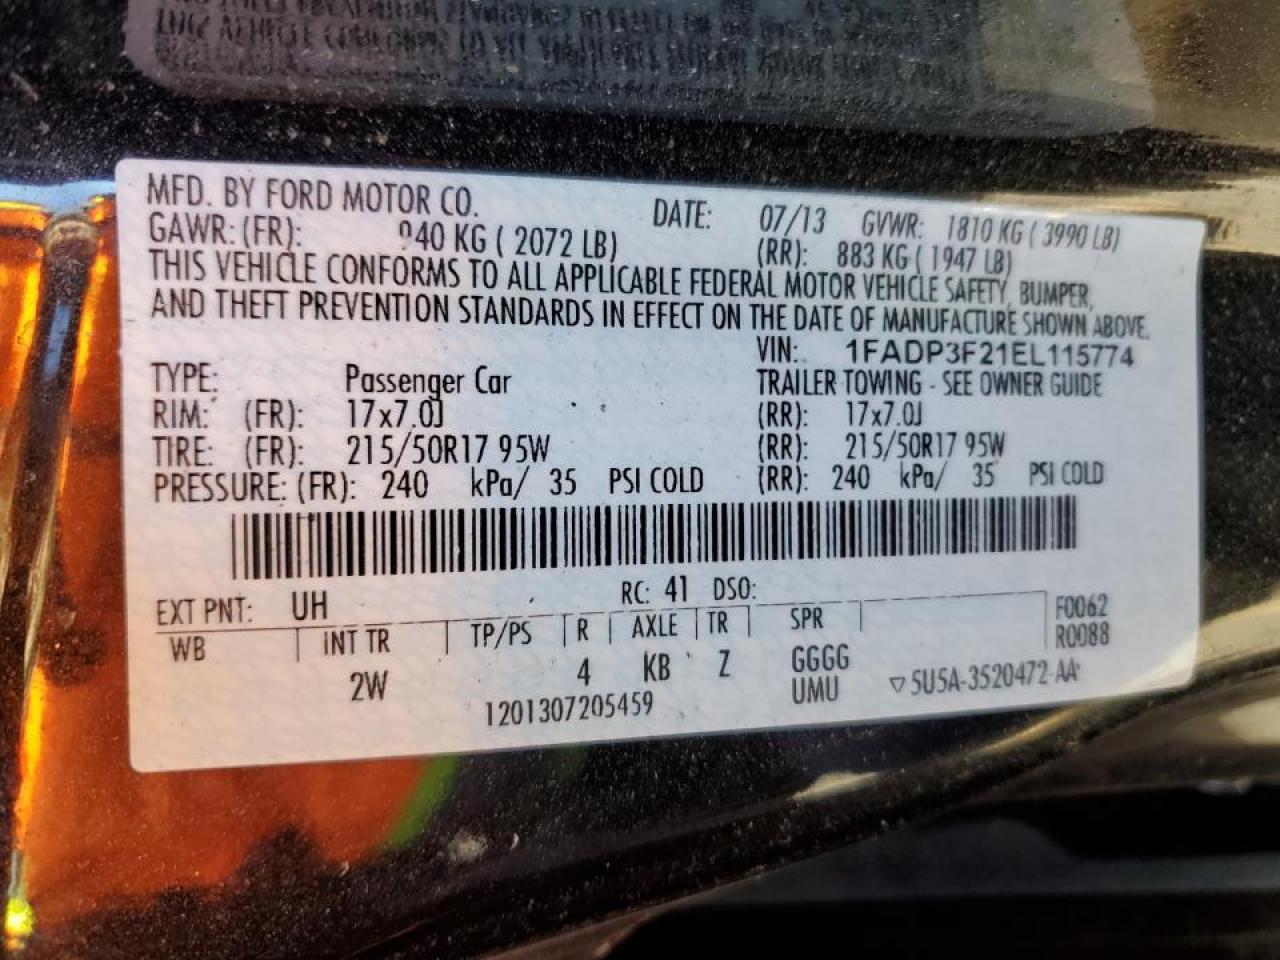 MFD. BY FORD MOTOR CO. DATE: 07/13 GVWR: 1810 KG ( 3990 LB)
GAWR: (FR): 940 KG ( 2072 LB) (RR): 883 KG ( 1947 LB)
THIS VEHICLE CONFORMS TO ALL APPLICABLE FEDERAL MOTOR VEHICLE SAFETY, BUMPER,
AND THEFT PREVENTION STANDARDS IN EFFECT ON THE DATE OF MANUFACTURE SHOWN ABOVE.
VIN: 1FADP3F21EL115774
TYPE: Passenger Car TRAILER TOWING - SEE OWNER GUIDE
RIM: (FR): 17x7.0J (RR): 17x7.0J
TIRE: (FR): 215/50R17 95W (RR): 215/50R17 95W
PRESSURE: (FR): 240 kPa/ 35 PSI COLD (RR): 240 kPa/ 35 PSI COLD
EXT PNT: UH RC: 41 DSO: F0062
WB INT TR TP/PS R AXLE TR SPR R0088
2W 4 KB Z GGGG
1201307205459 UMU ▽5U5A-3520472-AA